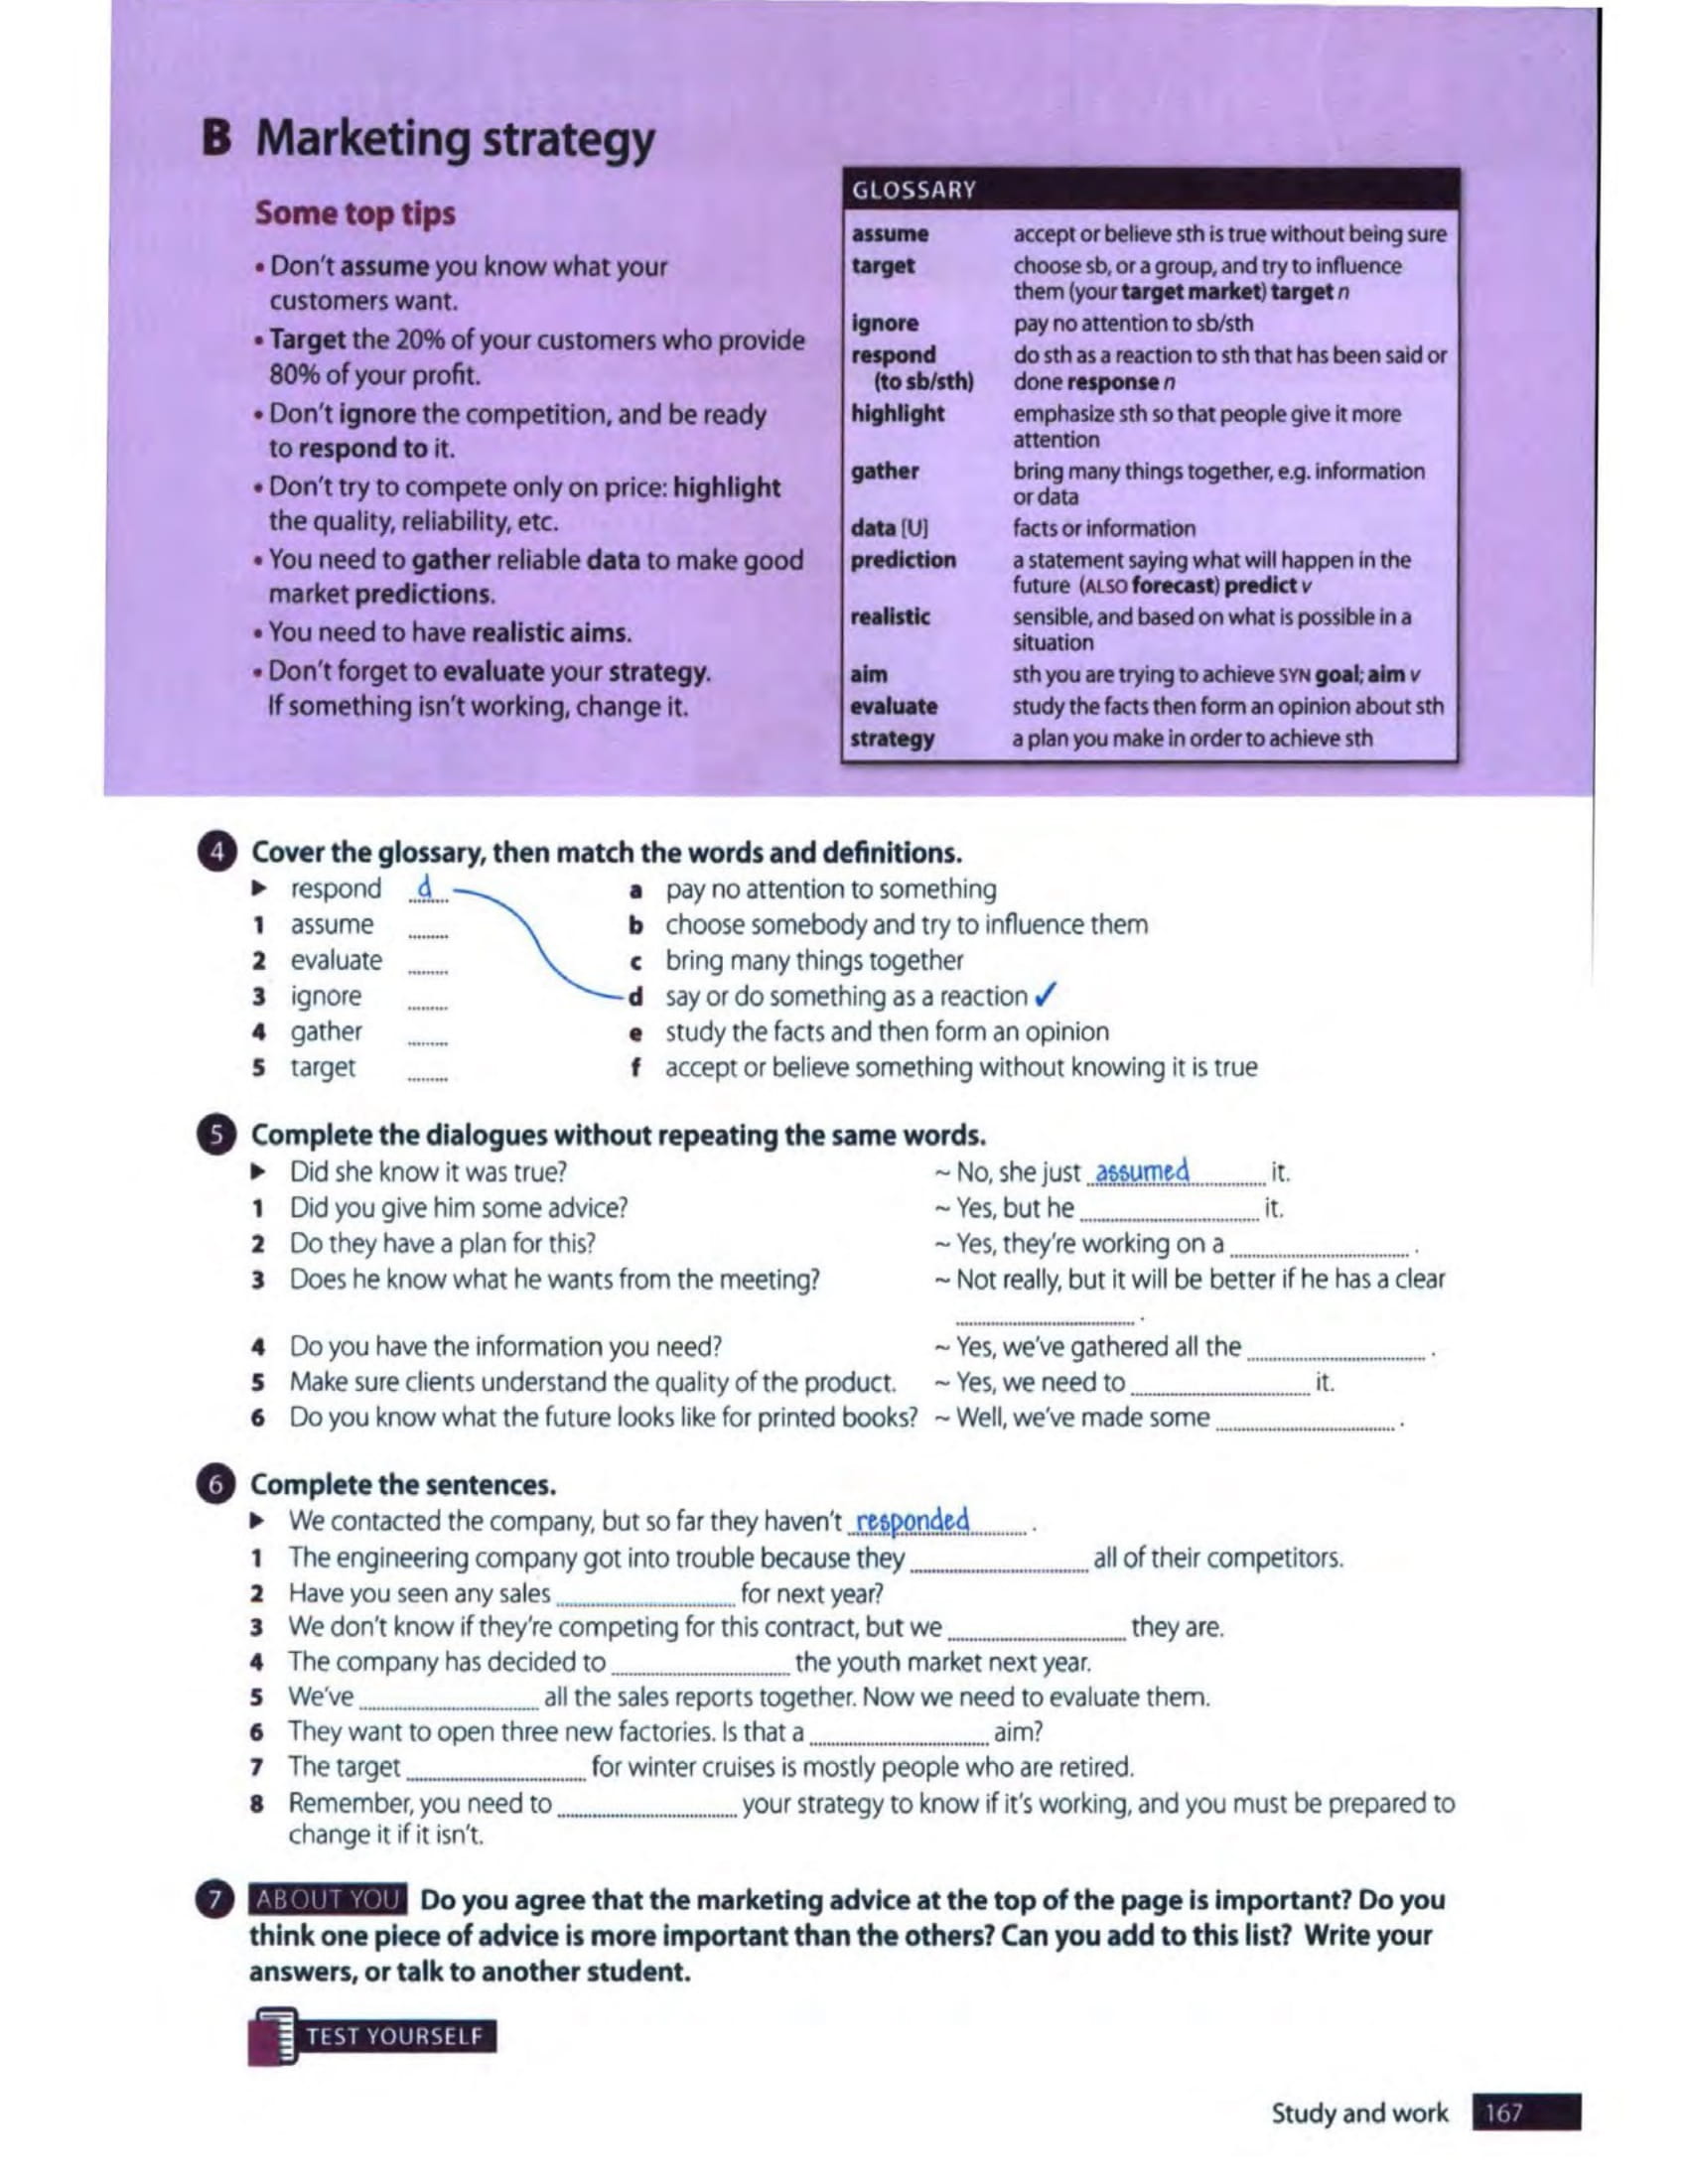 B Marketing strategy
Some top tips
• Don't assume you know what your
customers want.
• Target the 20% of your customers who provide
80% of your profit.
• Don't ignore the competition, and be ready
to respond to it.
• Don't try to compete only on price: highlight
the quality, reliability, etc.
• You need to gather reliable data to make good
market predictions.
• You need to have realistic aims.
• Don't forget to evaluate your strategy.
If something isn't working, change it.
GLOSSARY
assume accept or believe sth is true without being sure
target choose sb, or a group, and try to influence
them (your target market) target n
ignore pay no attention to sb/sth
respond do sth as a reaction to sth that has been said or
(to sb/sth) done response n
highlight emphasize sth so that people give it more
attention
gather bring many things together, e.g. information
or data
data [U] facts or information
prediction a statement saying what will happen in the
future (ALSO forecast) predict v
realistic sensible, and based on what is possible in a
situation
aim sth you are trying to achieve SYN goal; aim v
evaluate study the facts then form an opinion about sth
strategy a plan you make in order to achieve sth
4 Cover the glossary, then match the words and definitions.
▶ respond d a pay no attention to something
1 assume ........ b choose somebody and try to influence them
2 evaluate ........ c bring many things together
3 ignore ........ d say or do something as a reaction ✓
4 gather ........ e study the facts and then form an opinion
5 target ........ f accept or believe something without knowing it is true
5 Complete the dialogues without repeating the same words.
▶ Did she know it was true? ~ No, she just assumed ........ it.
1 Did you give him some advice? ~ Yes, but he ........ it.
2 Do they have a plan for this? ~ Yes, they're working on a ........ .
3 Does he know what he wants from the meeting? ~ Not really, but it will be better if he has a clear
........ .
4 Do you have the information you need? ~ Yes, we've gathered all the ........ .
5 Make sure clients understand the quality of the product. ~ Yes, we need to ........ it.
6 Do you know what the future looks like for printed books? ~ Well, we've made some ........ .
6 Complete the sentences.
▶ We contacted the company, but so far they haven't responded ........ .
1 The engineering company got into trouble because they ........ all of their competitors.
2 Have you seen any sales ........ for next year?
3 We don't know if they're competing for this contract, but we ........ they are.
4 The company has decided to ........ the youth market next year.
5 We've ........ all the sales reports together. Now we need to evaluate them.
6 They want to open three new factories. Is that a ........ aim?
7 The target ........ for winter cruises is mostly people who are retired.
8 Remember, you need to ........ your strategy to know if it's working, and you must be prepared to
change it if it isn't.
7 ABOUT YOU Do you agree that the marketing advice at the top of the page is important? Do you
think one piece of advice is more important than the others? Can you add to this list? Write your
answers, or talk to another student.
TEST YOURSELF
Study and work 167